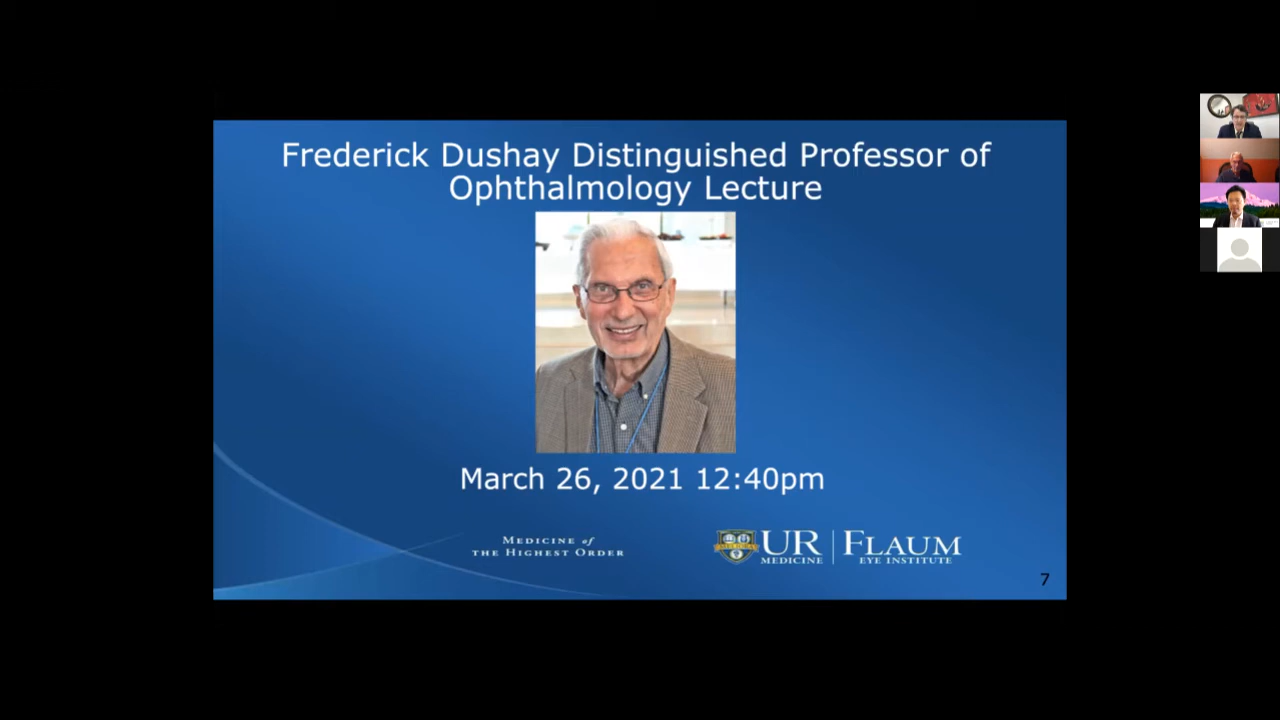 Frederick Dushay Distinguished Professor of
Ophthalmology Lecture
March 26, 2021 12:40pm
MEDICINE of
THE HIGHEST ORDER
UR
MEDICINE
FLAUM
EYE INSTITUTE
7